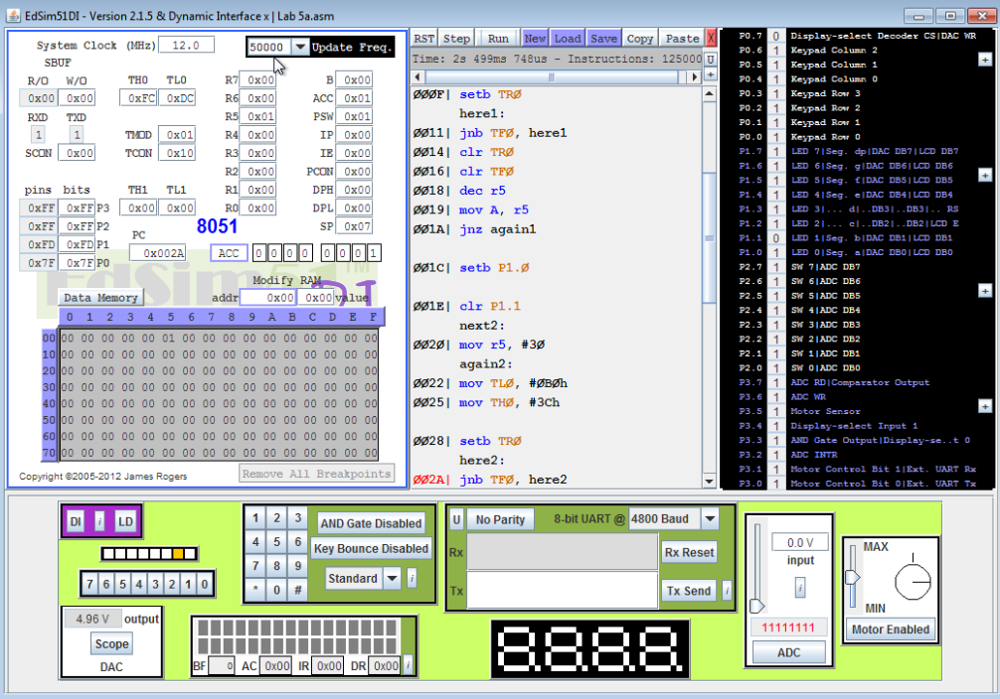 EdSim51DI - Version 2.1.5 & Dynamic Interface x | Lab 5a.asm
System Clock (MHz) 12.0 50000 Update Freq.
SBUF
R/O W/O TH0 TL0 R7 0x00 B 0x00
0x00 0x00 0xFC 0xDC R6 0x00 ACC 0x01
RXD TXD R5 0x01 PSW 0x01
1 1 TMOD 0x01 R4 0x00 IP 0x00
SCON 0x00 TCON 0x10 R3 0x00 IE 0x00
R2 0x00 PCON 0x00
pins bits TH1 TL1 R1 0x00 DPH 0x00
0xFF 0xFF P3 0x00 0x00 R0 0x00 DPL 0x00
0xFF 0xFF P2 8051 SP 0x07
0xFD 0xFD P1 PC
0x7F 0x7F P0 0x002A ACC 0 0 0 0 0 0 0 1
EdSim51 TM DI
Modify RAM
Data Memory addr 0x00 0x00 value
0 1 2 3 4 5 6 7 8 9 A B C D E F
00 00 00 00 00 00 01 00 00 00 00 00 00 00 00 00 00
10 00 00 00 00 00 00 00 00 00 00 00 00 00 00 00 00
20 00 00 00 00 00 00 00 00 00 00 00 00 00 00 00 00
30 00 00 00 00 00 00 00 00 00 00 00 00 00 00 00 00
40 00 00 00 00 00 00 00 00 00 00 00 00 00 00 00 00
50 00 00 00 00 00 00 00 00 00 00 00 00 00 00 00 00
60 00 00 00 00 00 00 00 00 00 00 00 00 00 00 00 00
70 00 00 00 00 00 00 00 00 00 00 00 00 00 00 00 00
Copyright ©2005-2012 James Rogers Remove All Breakpoints
RST Step Run New Load Save Copy Paste X
Time: 2s 499ms 748us - Instructions: 125000 U
000F| setb TR0
here1:
0011| jnb TF0, here1
0014| clr TR0
0016| clr TF0
0018| dec r5
0019| mov A, r5
001A| jnz again1
001C| setb P1.0
001E| clr P1.1
next2:
0020| mov r5, #30
again2:
0022| mov TL0, #0B0h
0025| mov TH0, #3Ch
0028| setb TR0
here2:
002A| jnb TF0, here2
P0.7 0 Display-select Decoder CS|DAC WR
P0.6 1 Keypad Column 2
P0.5 1 Keypad Column 1
P0.4 1 Keypad Column 0
P0.3 1 Keypad Row 3
P0.2 1 Keypad Row 2
P0.1 1 Keypad Row 1
P0.0 1 Keypad Row 0
P1.7 1 LED 7|Seg. dp|DAC DB7|LCD DB7
P1.6 1 LED 6|Seg. g|DAC DB6|LCD DB6
P1.5 1 LED 5|Seg. f|DAC DB5|LCD DB5
P1.4 1 LED 4|Seg. e|DAC DB4|LCD DB4
P1.3 1 LED 3|... d|..DB3|..DB3|.. RS
P1.2 1 LED 2|... c|..DB2|..DB2|LCD E
P1.1 0 LED 1|Seg. b|DAC DB1|LCD DB1
P1.0 1 LED 0|Seg. a|DAC DB0|LCD DB0
P2.7 1 SW 7|ADC DB7
P2.6 1 SW 6|ADC DB6
P2.5 1 SW 5|ADC DB5
P2.4 1 SW 4|ADC DB4
P2.3 1 SW 3|ADC DB3
P2.2 1 SW 2|ADC DB2
P2.1 1 SW 1|ADC DB1
P2.0 1 SW 0|ADC DB0
P3.7 1 ADC RD|Comparator Output
P3.6 1 ADC WR
P3.5 1 Motor Sensor
P3.4 1 Display-select Input 1
P3.3 1 AND Gate Output|Display-se..t 0
P3.2 1 ADC INTR
P3.1 1 Motor Control Bit 1|Ext. UART Rx
P3.0 1 Motor Control Bit 0|Ext. UART Tx
DI i LD
7 6 5 4 3 2 1 0
4.96 V output
Scope
DAC
1 2 3 AND Gate Disabled
4 5 6 Key Bounce Disabled
7 8 9 Standard i
* 0 #
BF 0 AC 0x00 IR 0x00 DR 0x00 i
U No Parity 8-bit UART @ 4800 Baud
Rx Rx Reset
Tx Tx Send i
8.8.8.8.
0.0 V
input
i
11111111
ADC
MAX
MIN
Motor Enabled